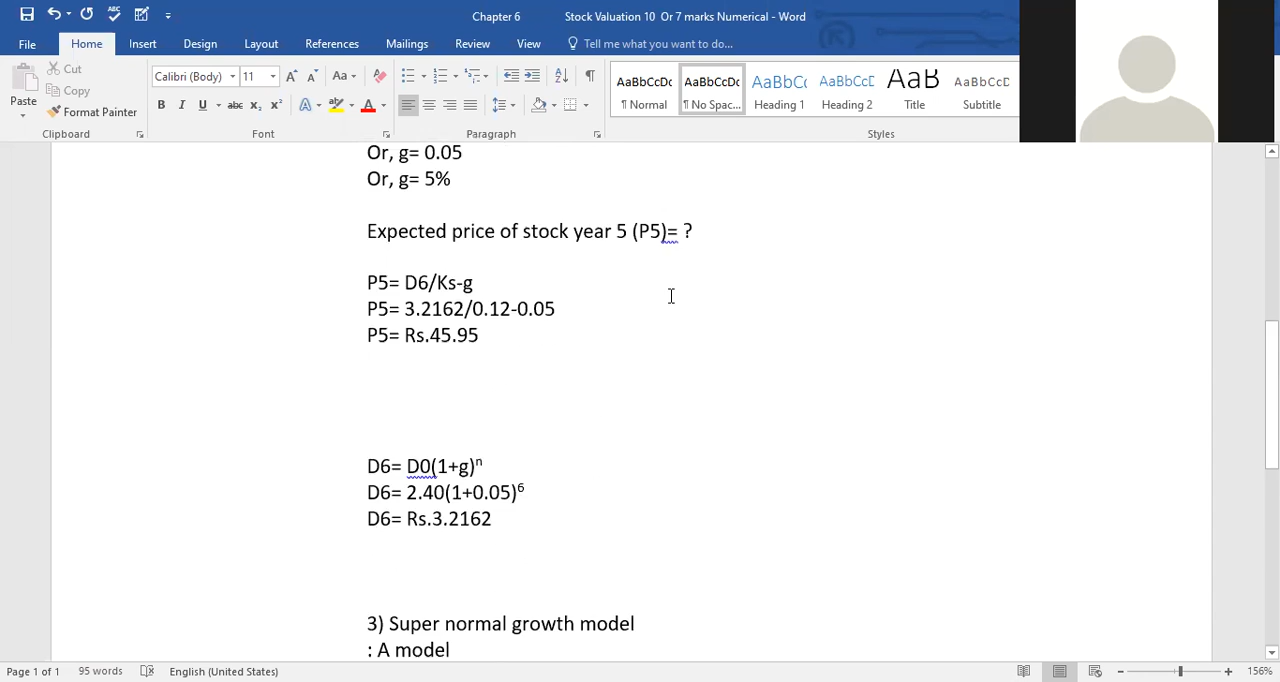 Chapter 6 Stock Valuation 10 Or 7 marks Numerical - Word
File Home Insert Design Layout References Mailings Review View Tell me what you want to do...
Paste
Cut
Copy
Format Painter
Clipboard
Calibri (Body) 11
Aa
B I U abc x₂ x²
A A
Font
Paragraph
AaBbCcDc ¶ Normal
AaBbCcDc ¶ No Spac...
AaBbCc Heading 1
AaBbCcE Heading 2
AaB Title
AaBbCcD Subtitle
Styles
Or, g= 0.05
Or, g= 5%
Expected price of stock year 5 (P5)= ?
P5= D6/Ks-g
P5= 3.2162/0.12-0.05
P5= Rs.45.95
D6= D0(1+g)ⁿ
D6= 2.40(1+0.05)⁶
D6= Rs.3.2162
3) Super normal growth model
: A model
Page 1 of 1 95 words English (United States) 156%